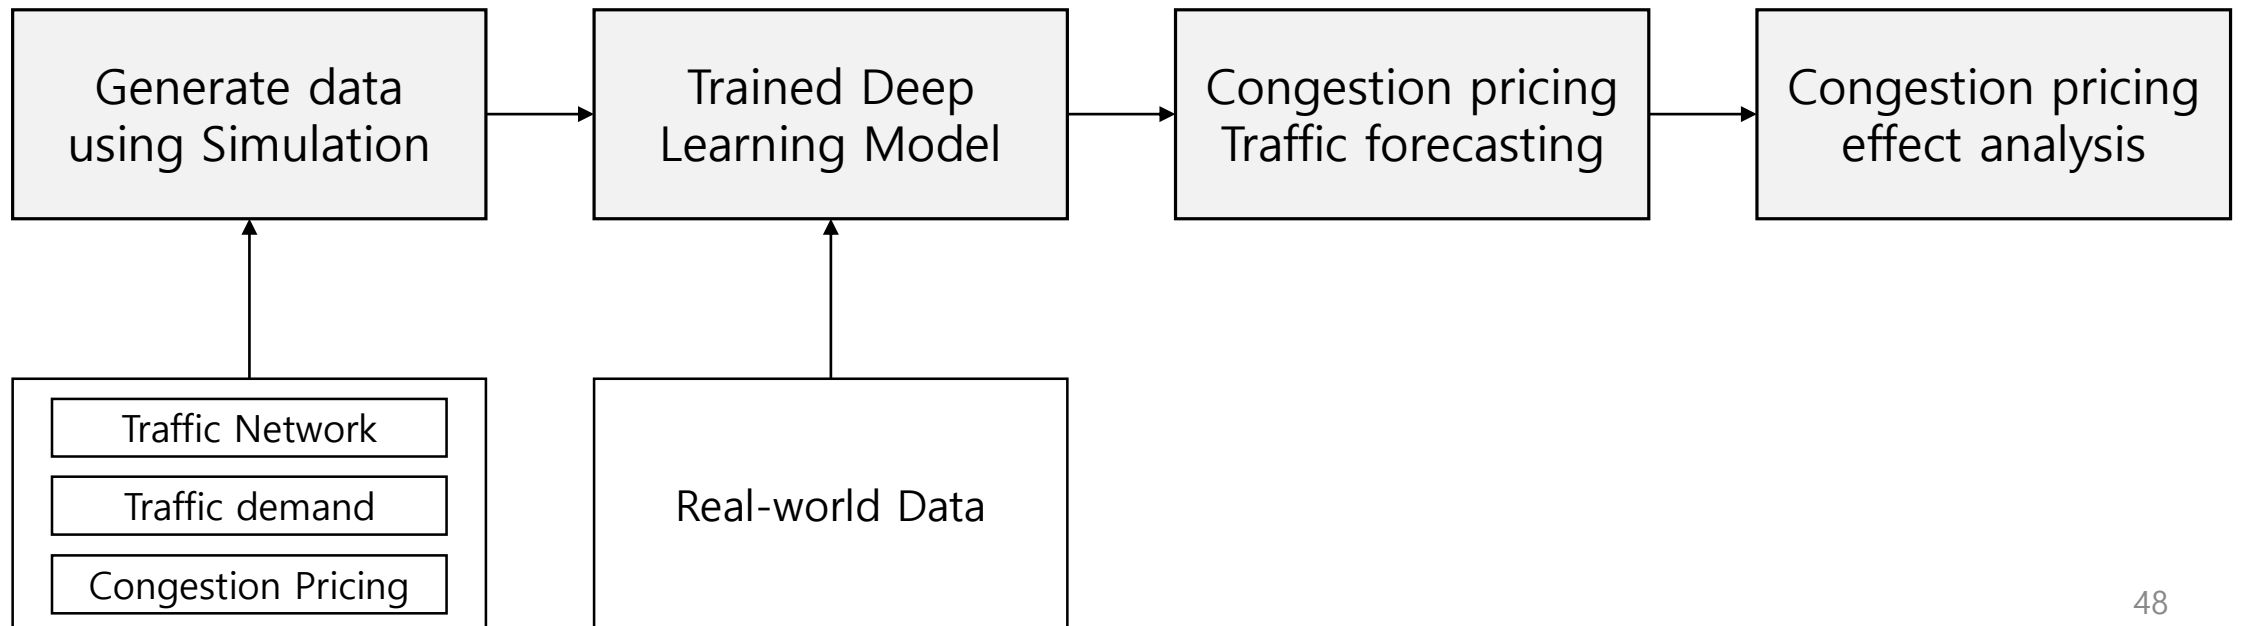 Generate data
using Simulation
Trained Deep
Learning Model
Congestion pricing
Traffic forecasting
Congestion pricing
effect analysis
Traffic Network
Traffic demand
Congestion Pricing
Real-world Data
48